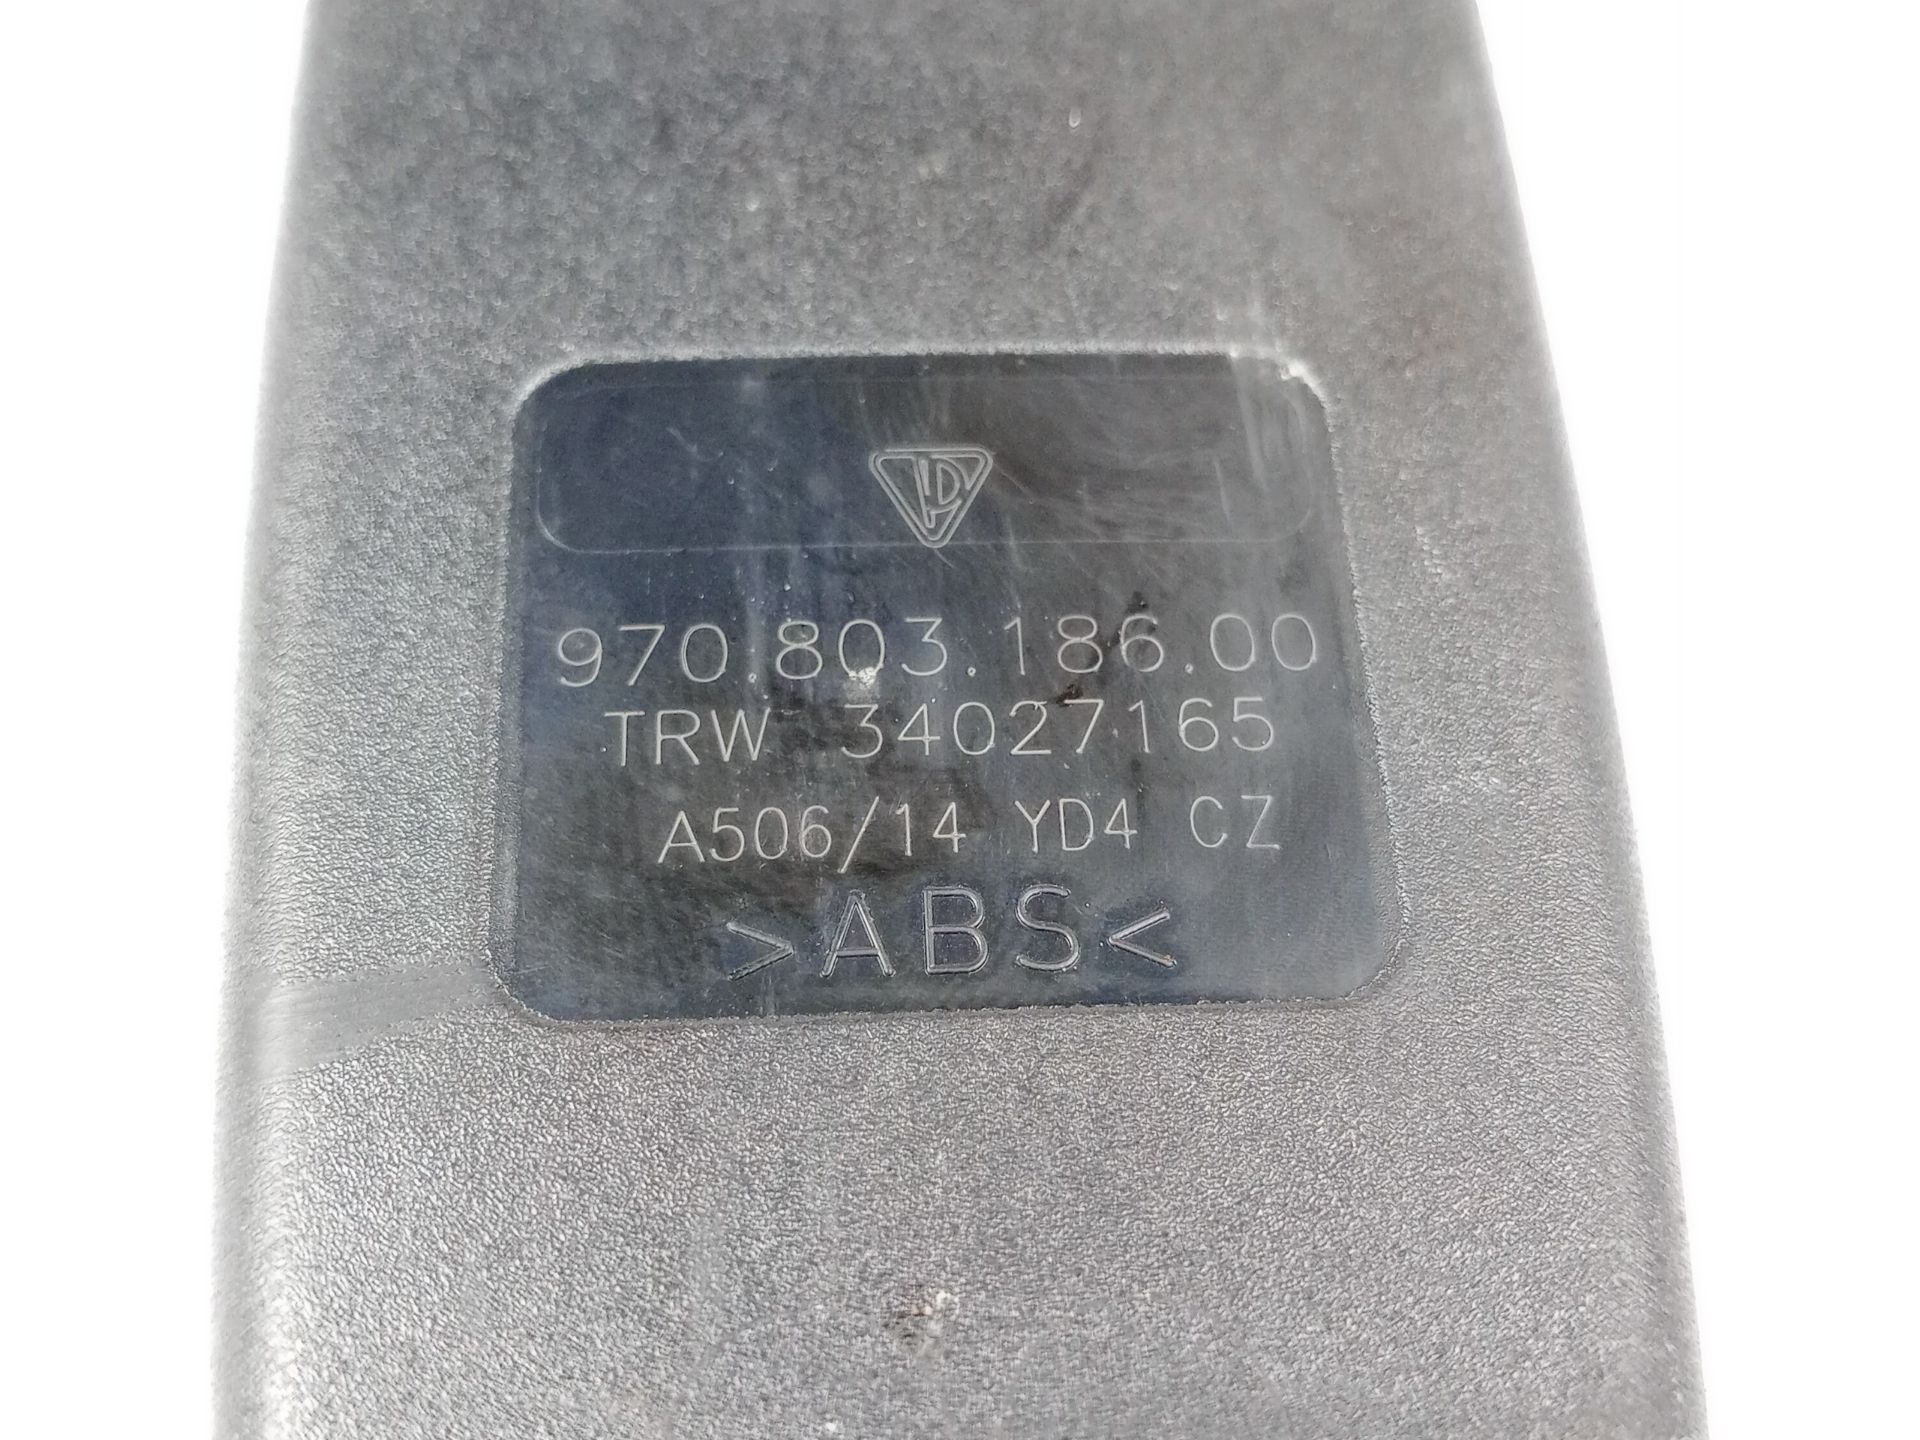 970.803.186.00
TRW 34027165
A506/14 YD4 CZ
>ABS<